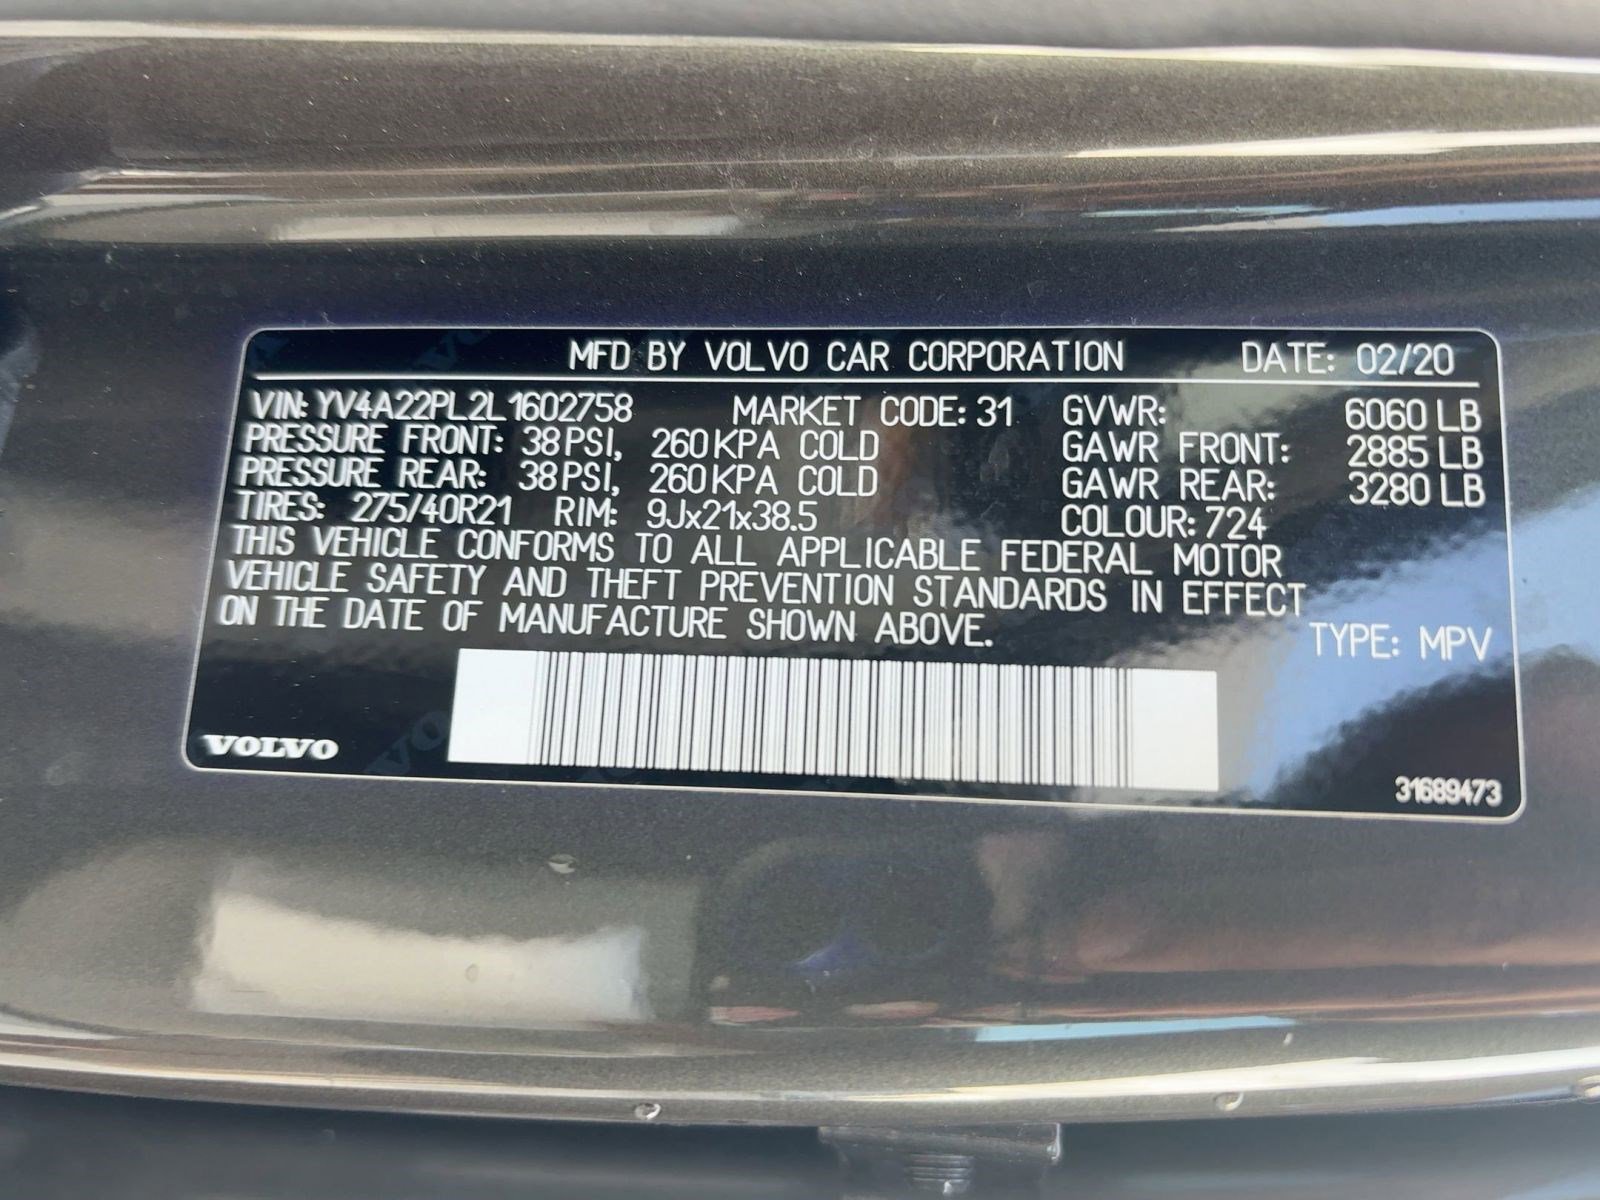 MFD BY VOLVO CAR CORPORATION DATE: 02/20
VIN: YV4A22PL2L1602758 MARKET CODE: 31 GVWR: 6060 LB
PRESSURE FRONT: 38 PSI, 260 KPA COLD GAWR FRONT: 2885 LB
PRESSURE REAR: 38 PSI, 260 KPA COLD GAWR REAR: 3280 LB
TIRES: 275/40R21 RIM: 9Jx21x38.5 COLOUR: 724
THIS VEHICLE CONFORMS TO ALL APPLICABLE FEDERAL MOTOR
VEHICLE SAFETY AND THEFT PREVENTION STANDARDS IN EFFECT
ON THE DATE OF MANUFACTURE SHOWN ABOVE.
TYPE: MPV
VOLVO
31689473